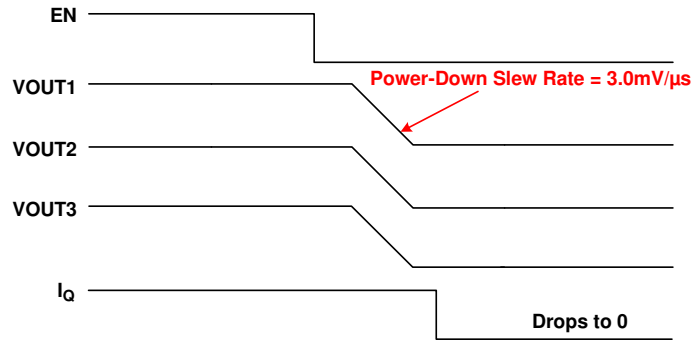 EN
Power-Down Slew Rate = 3.0mV/µs
VOUT1
VOUT2
VOUT3
IQ
Drops to 0